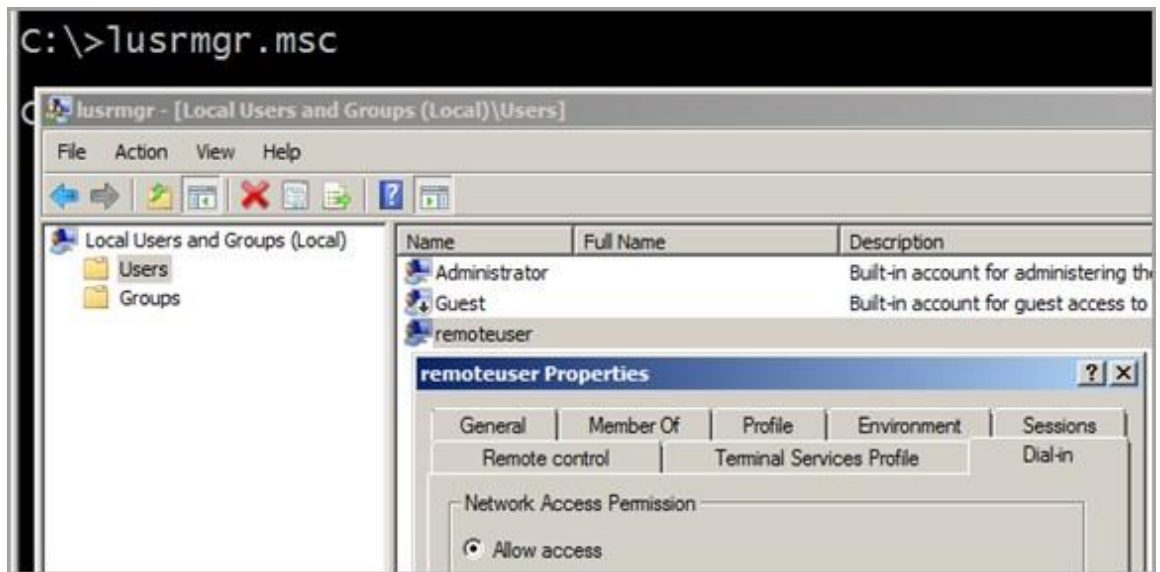 C:\>lusrmgr.msc
lusrmgr - [Local Users and Groups (Local)\Users]
File Action View Help
Local Users and Groups (Local)
Users
Groups
Name Full Name Description
Administrator Built-in account for administering th
Guest Built-in account for guest access to
remoteuser
remoteuser Properties
General Member Of Profile Environment Sessions
Remote control Terminal Services Profile Dial-in
Network Access Permission
Allow access